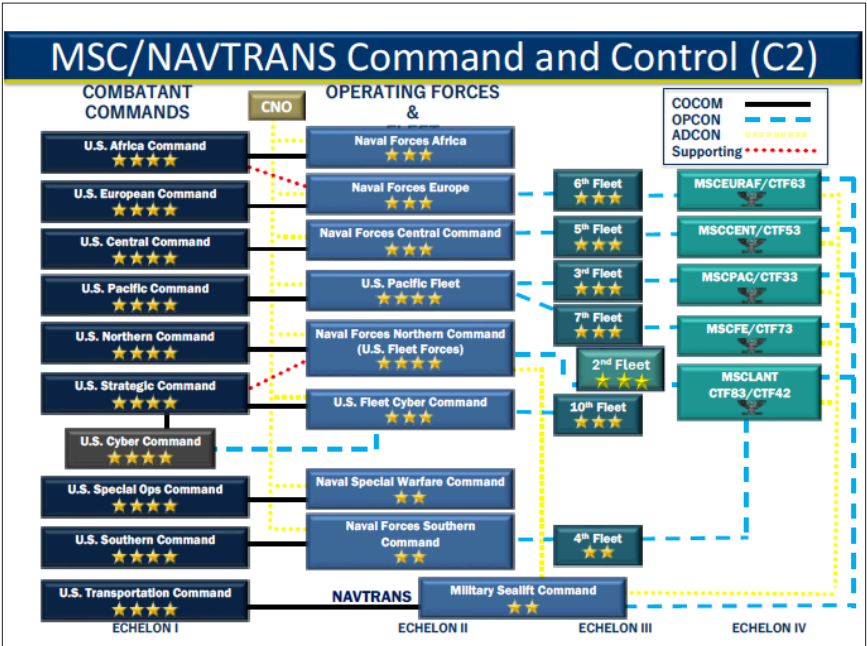 MSC/NAVTRANS Command and Control (C2)
COMBATANT
COMMANDS
CNO
OPERATING FORCES
&
COCOM
OPCON
ADCON
Supporting
U.S. Africa Command
U.S. European Command
U.S. Central Command
U.S. Pacific Command
U.S. Northern Command
U.S. Strategic Command
U.S. Cyber Command
U.S. Special Ops Command
U.S. Southern Command
U.S. Transportation Command
ECHELON I
Naval Forces Africa
Naval Forces Europe
Naval Forces Central Command
U.S. Pacific Fleet
Naval Forces Northern Command
(U.S. Fleet Forces)
U.S. Fleet Cyber Command
Naval Special Warfare Command
Naval Forces Southern
Command
NAVTRANS
Military Sealift Command
ECHELON II
6th Fleet
5th Fleet
3rd Fleet
7th Fleet
2nd Fleet
10th Fleet
4th Fleet
ECHELON III
MSCEURAF/CTF63
MSCCENT/CTF53
MSCPAC/CTF33
MSCFE/CTF73
MSCLANT
CTF83/CTF42
ECHELON IV